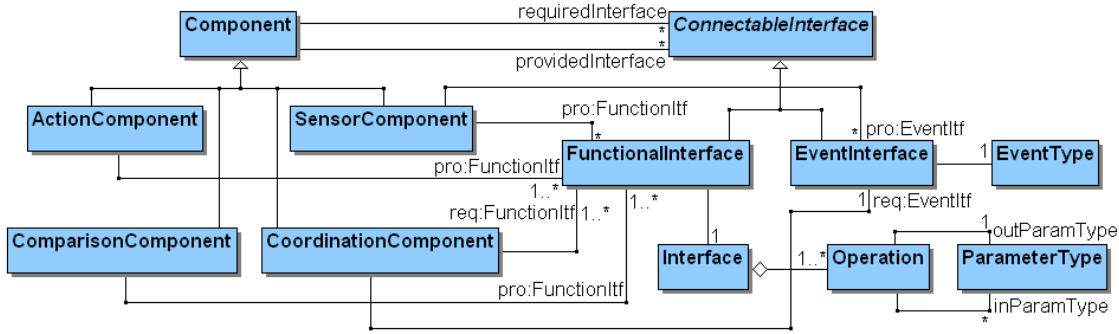 requiredInterface
Component
*
ConnectableInterface
*
providedInterface
ActionComponent
SensorComponent
pro:FunctionItf
*
*
pro:EventItf
FunctionalInterface
EventInterface
1
EventType
pro:FunctionItf
1..*
1..*
1..*
req:FunctionItf
1
req:EventItf
ComparisonComponent
CoordinationComponent
1
1
outParamType
Interface
1..*
Operation
ParameterType
pro:FunctionItf
*
inParamType